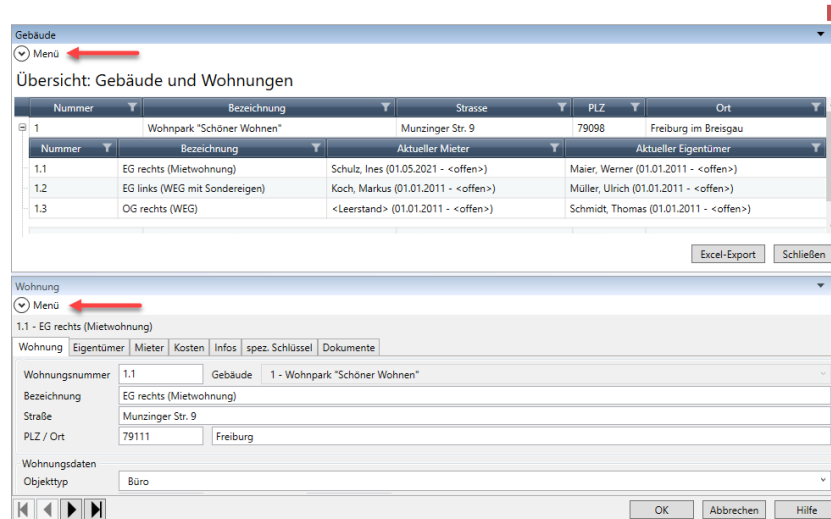 Gebäude
Menü
Übersicht: Gebäude und Wohnungen
Nummer Bezeichnung Strasse PLZ Ort
1 Wohnpark "Schöner Wohnen" Munzinger Str. 9 79098 Freiburg im Breisgau
Nummer Bezeichnung Aktueller Mieter Aktueller Eigentümer
1.1 EG rechts (Mietwohnung) Schulz, Ines (01.05.2021 - <offen>) Maier, Werner (01.01.2011 - <offen>)
1.2 EG links (WEG mit Sondereigen) Koch, Markus (01.01.2011 - <offen>) Müller, Ulrich (01.01.2011 - <offen>)
1.3 OG rechts (WEG) <Leerstand> (01.01.2011 - <offen>) Schmidt, Thomas (01.01.2011 - <offen>)
Excel-Export Schließen
Wohnung
Menü
1.1 - EG rechts (Mietwohnung)
Wohnung Eigentümer Mieter Kosten Infos spez. Schlüssel Dokumente
Wohnungsnummer 1.1 Gebäude 1 - Wohnpark "Schöner Wohnen"
Bezeichnung EG rechts (Mietwohnung)
Straße Munzinger Str. 9
PLZ / Ort 79111 Freiburg
Wohnungsdaten
Objekttyp Büro
OK Abbrechen Hilfe